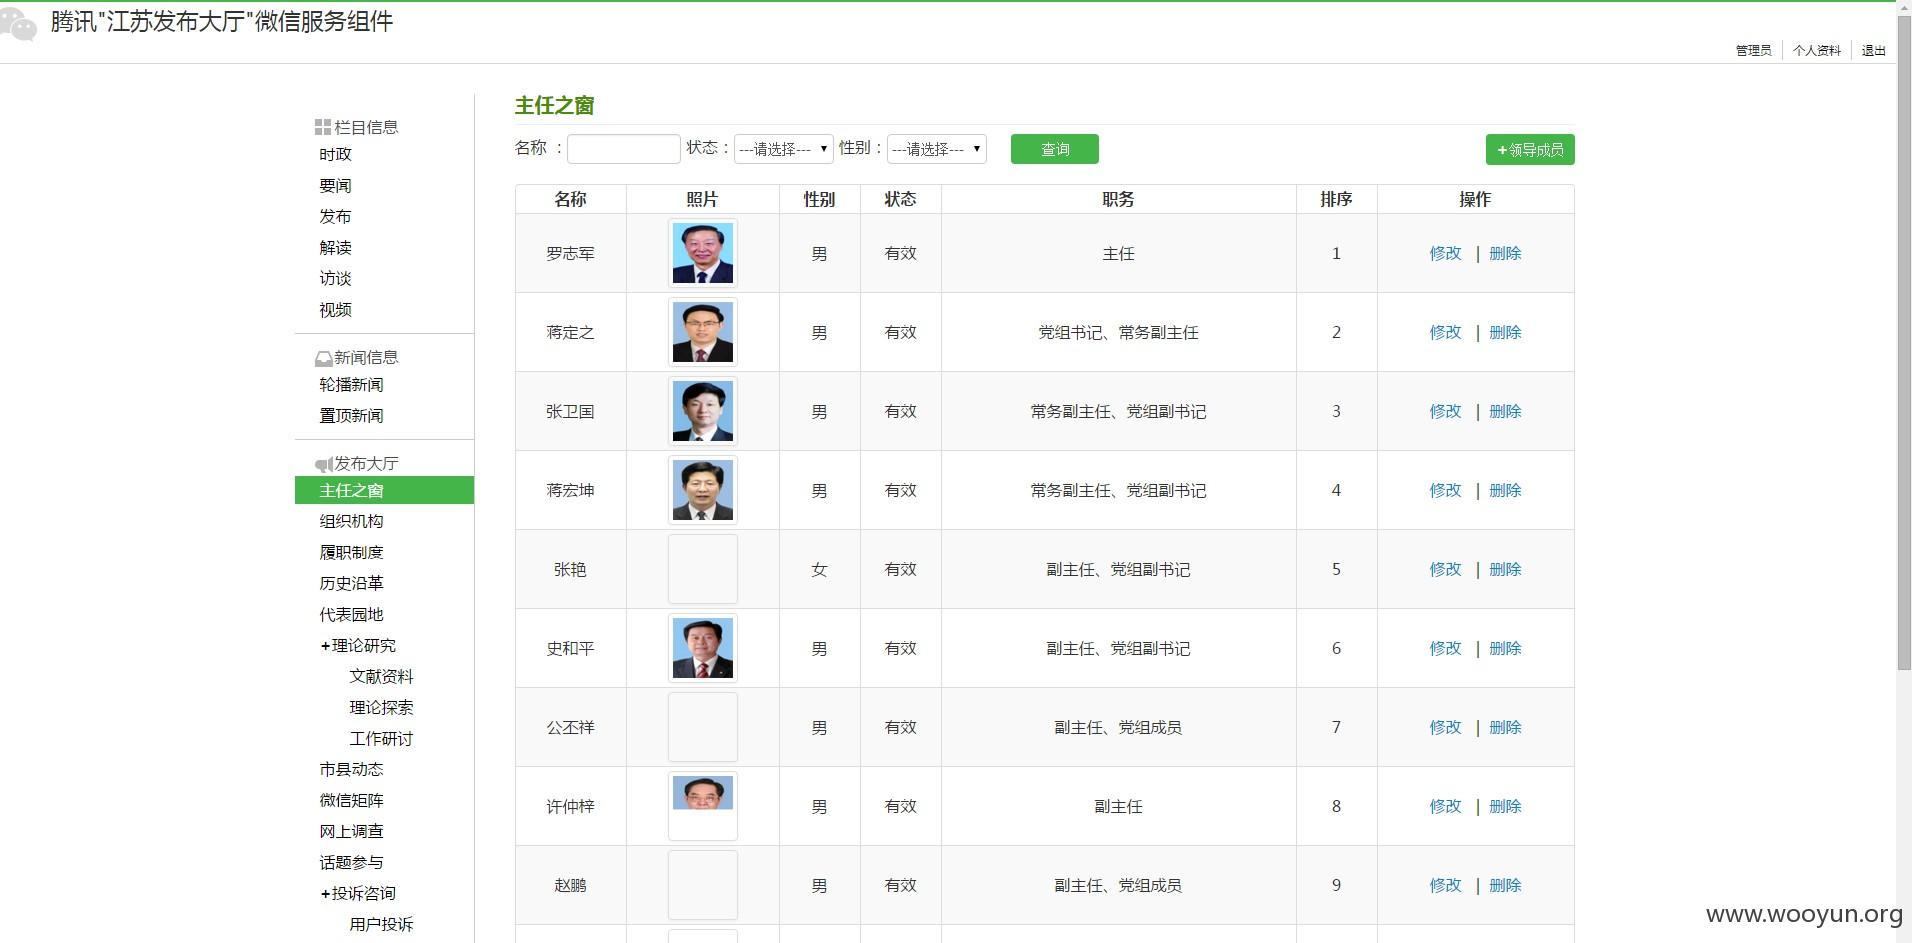 腾讯"江苏发布大厅"微信服务组件
管理员 个人资料 退出
栏目信息
时政
要闻
发布
解读
访谈
视频
新闻信息
轮播新闻
置顶新闻
发布大厅
主任之窗
组织机构
履职制度
历史沿革
代表园地
+理论研究
文献资料
理论探索
工作研讨
市县动态
微信矩阵
网上调查
话题参与
+投诉咨询
用户投诉
主任之窗
名称 : 状态 : ---请选择--- 性别 : ---请选择--- 查询 +领导成员
名称 照片 性别 状态 职务 排序 操作
罗志军 男 有效 主任 1 修改 | 删除
蒋定之 男 有效 党组书记、常务副主任 2 修改 | 删除
张卫国 男 有效 常务副主任、党组副书记 3 修改 | 删除
蒋宏坤 男 有效 常务副主任、党组副书记 4 修改 | 删除
张艳 女 有效 副主任、党组副书记 5 修改 | 删除
史和平 男 有效 副主任、党组副书记 6 修改 | 删除
公丕祥 男 有效 副主任、党组成员 7 修改 | 删除
许仲梓 男 有效 副主任 8 修改 | 删除
赵鹏 男 有效 副主任、党组成员 9 修改 | 删除
www.wooyun.org